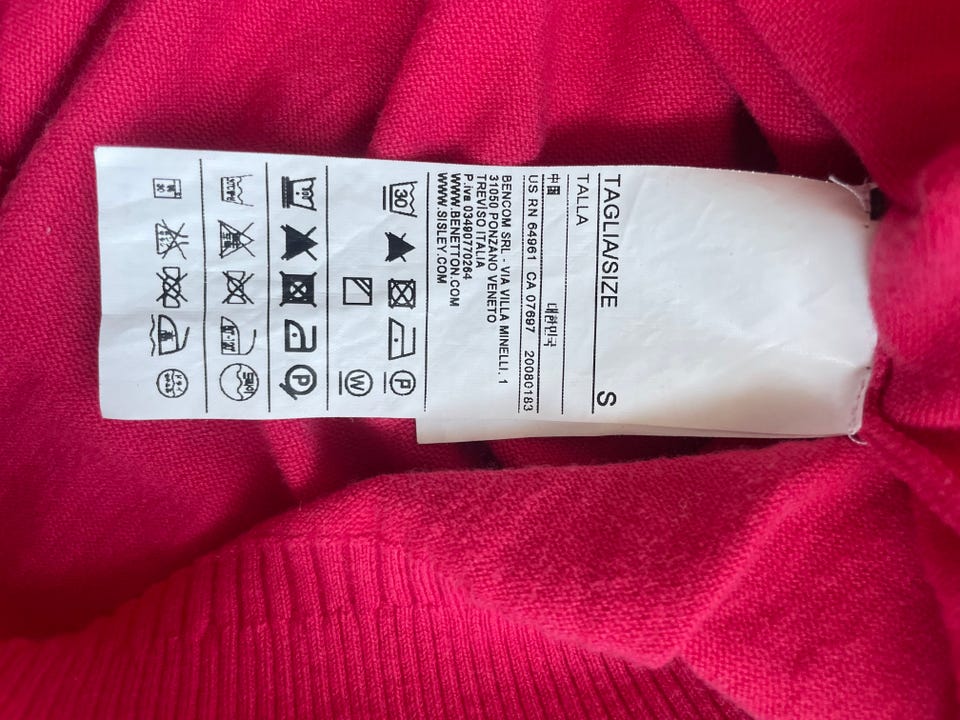 TAGLIA/SIZE S
TALLA
中国 대한민국
US RN 64961 CA 07697 20080183
BENCOM SRL - VIA VILLA MINELLI. 1
31050 PONZANO VENETO
TREVISO ITALIA
P.iva 03490770264
WWW.BENETTON.COM
WWW.SISLEY.COM
30 P
W
P